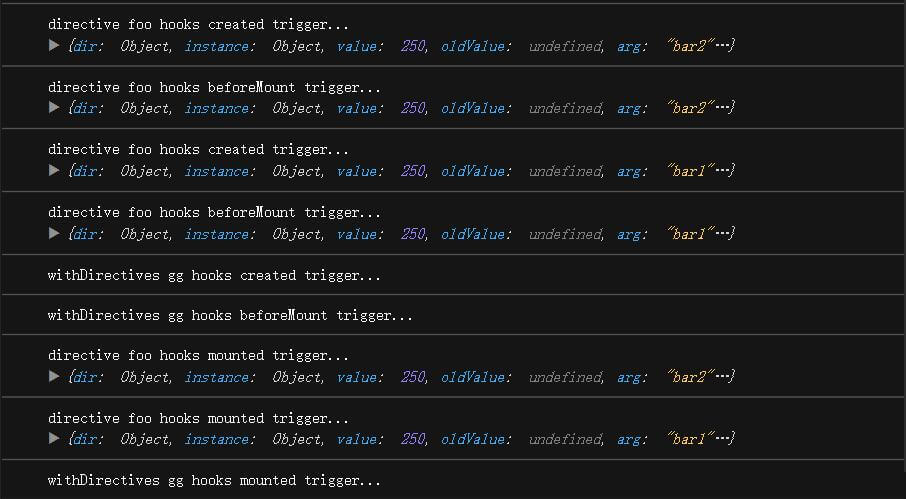 directive foo hooks created trigger...
▶ {dir: Object, instance: Object, value: 250, oldValue: undefined, arg: "bar2"…}
directive foo hooks beforeMount trigger...
▶ {dir: Object, instance: Object, value: 250, oldValue: undefined, arg: "bar2"…}
directive foo hooks created trigger...
▶ {dir: Object, instance: Object, value: 250, oldValue: undefined, arg: "bar1"…}
directive foo hooks beforeMount trigger...
▶ {dir: Object, instance: Object, value: 250, oldValue: undefined, arg: "bar1"…}
withDirectives gg hooks created trigger...
withDirectives gg hooks beforeMount trigger...
directive foo hooks mounted trigger...
▶ {dir: Object, instance: Object, value: 250, oldValue: undefined, arg: "bar2"…}
directive foo hooks mounted trigger...
▶ {dir: Object, instance: Object, value: 250, oldValue: undefined, arg: "bar1"…}
withDirectives gg hooks mounted trigger...